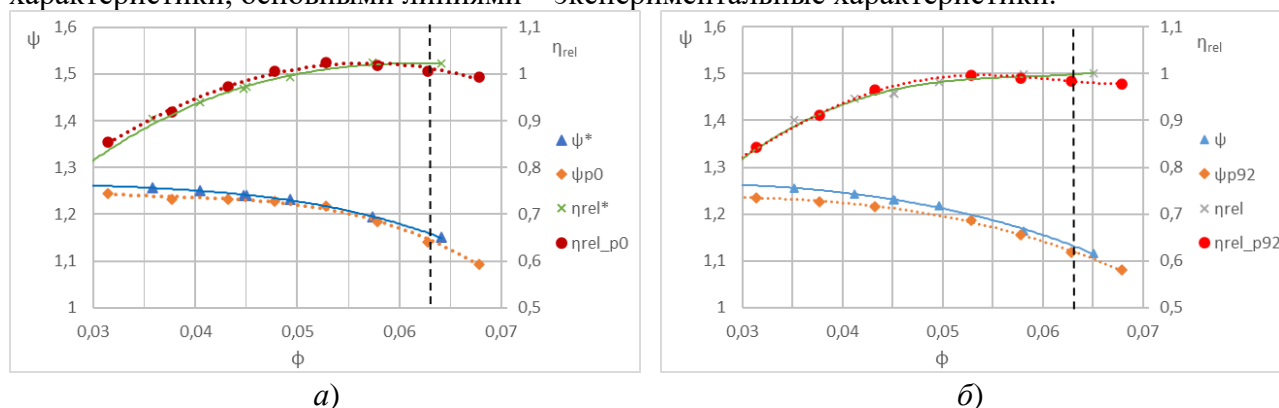 характеристики, основными линиями – экспериментальные характеристики.
1,6
1,5
1,4
1,3
1,2
1,1
1
ψ
1,1
1
0,9
0,8
0,7
0,6
0,5
ηrel
0,03 0,04 0,05 0,06 0,07
ϕ
ψ*
ψp0
ηrel*
ηrel_p0
а)
1,6
1,5
1,4
1,3
1,2
1,1
1
ψ
1,1
1
0,9
0,8
0,7
0,6
0,5
ηrel
0,03 0,04 0,05 0,06 0,07
ϕ
ψ
ψp92
ηrel
ηrel_p92
б)